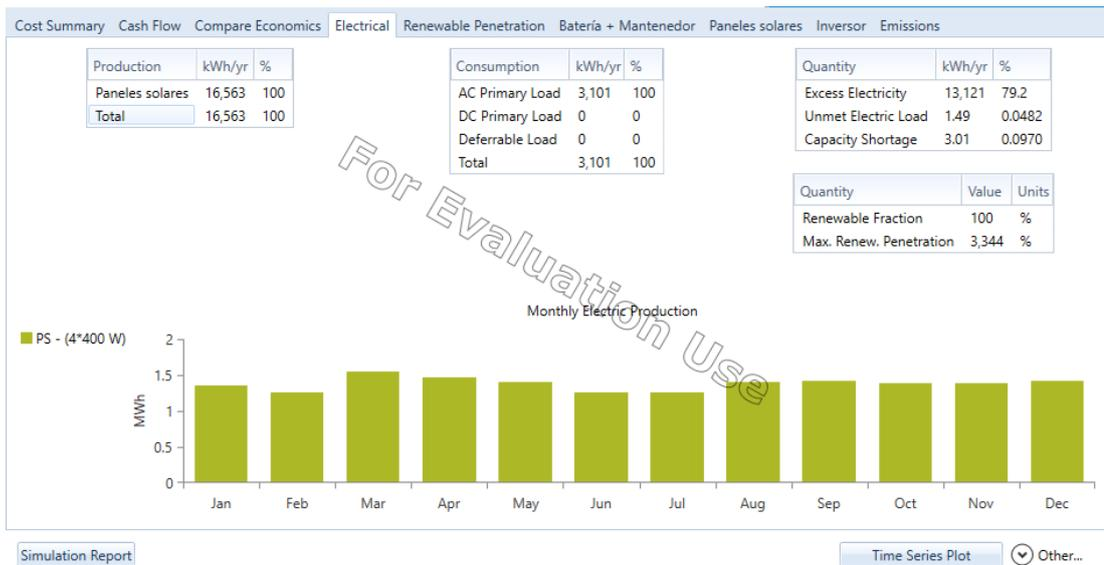 Cost Summary Cash Flow Compare Economics Electrical Renewable Penetration Batería + Mantenedor Paneles solares Inversor Emissions
Production kWh/yr %
Paneles solares 16,563 100
Total 16,563 100
Consumption kWh/yr %
AC Primary Load 3,101 100
DC Primary Load 0 0
Deferrable Load 0 0
Total 3,101 100
Quantity kWh/yr %
Excess Electricity 13,121 79.2
Unmet Electric Load 1.49 0.0482
Capacity Shortage 3.01 0.0970
Quantity Value Units
Renewable Fraction 100 %
Max. Renew. Penetration 3,344 %
For Evaluation Use
Monthly Electric Production
PS - (4*400 W)
MWh
2
1.5
1
0.5
0
Jan Feb Mar Apr May Jun Jul Aug Sep Oct Nov Dec
Simulation Report Time Series Plot Other...